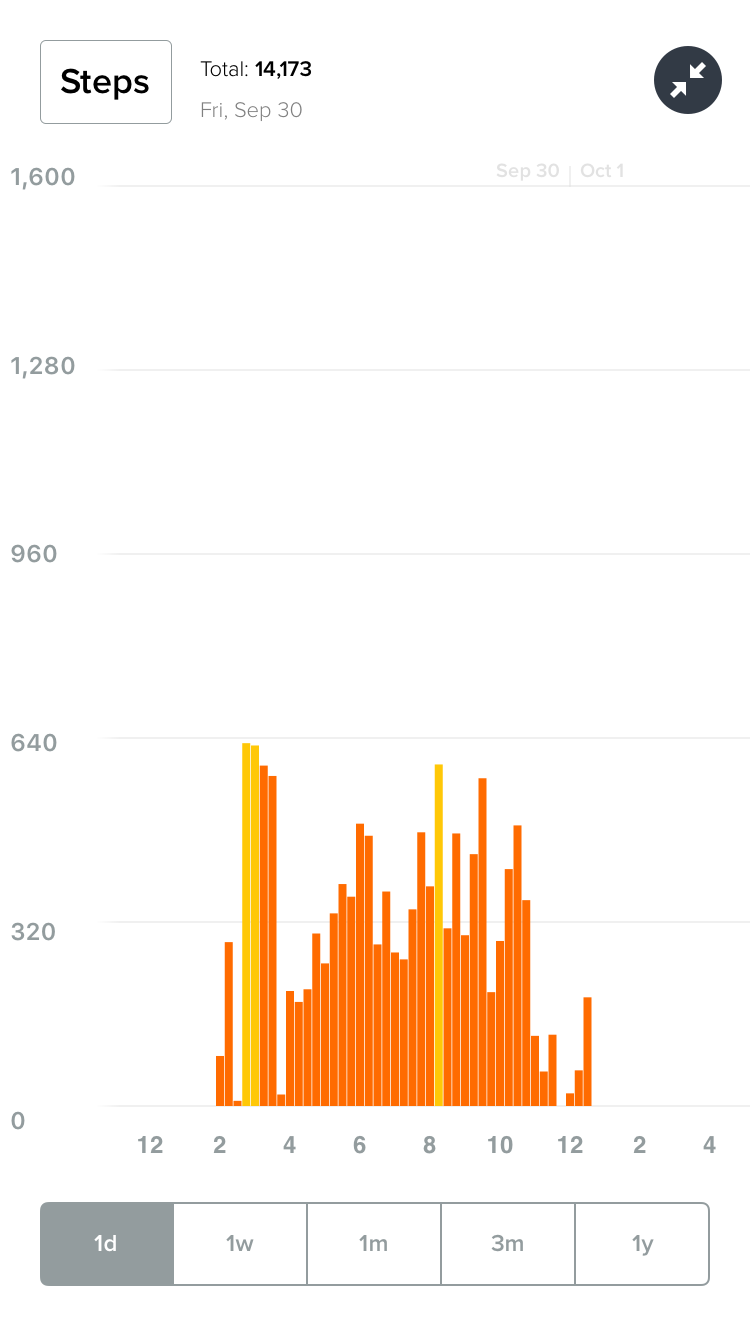 Steps
Total: 14,173
Fri, Sep 30
Sep 30 | Oct 1
1,600
1,280
960
640
320
0
12 2 4 6 8 10 12 2 4
1d 1w 1m 3m 1y